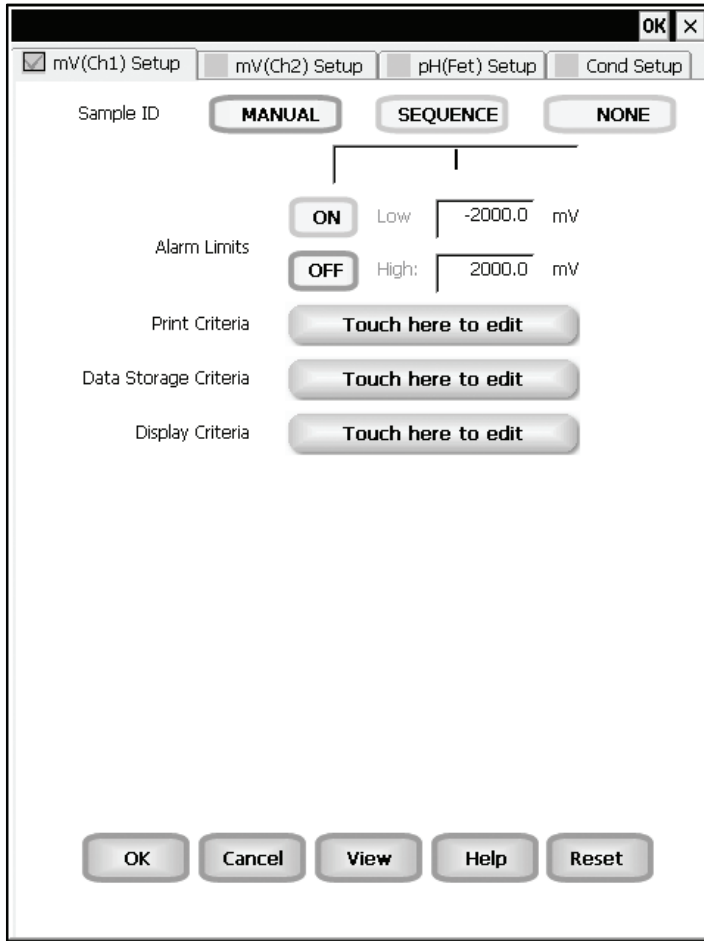 OK ×
mV(Ch1) Setup mV(Ch2) Setup pH(Fet) Setup Cond Setup
Sample ID MANUAL SEQUENCE NONE
ON Low -2000.0 mV
Alarm Limits
OFF High: 2000.0 mV
Print Criteria Touch here to edit
Data Storage Criteria Touch here to edit
Display Criteria Touch here to edit
OK Cancel View Help Reset